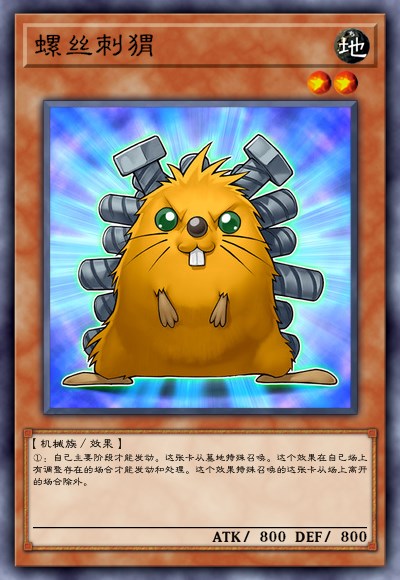 螺丝刺猬
地
【机械族／效果】
①：自己主要阶段才能发动。这张卡从墓地特殊召唤。这个效果在自己场上
有调整存在的场合才能发动和处理。这个效果特殊召唤的这张卡从场上离开
的场合除外。
ATK/ 800 DEF/ 800